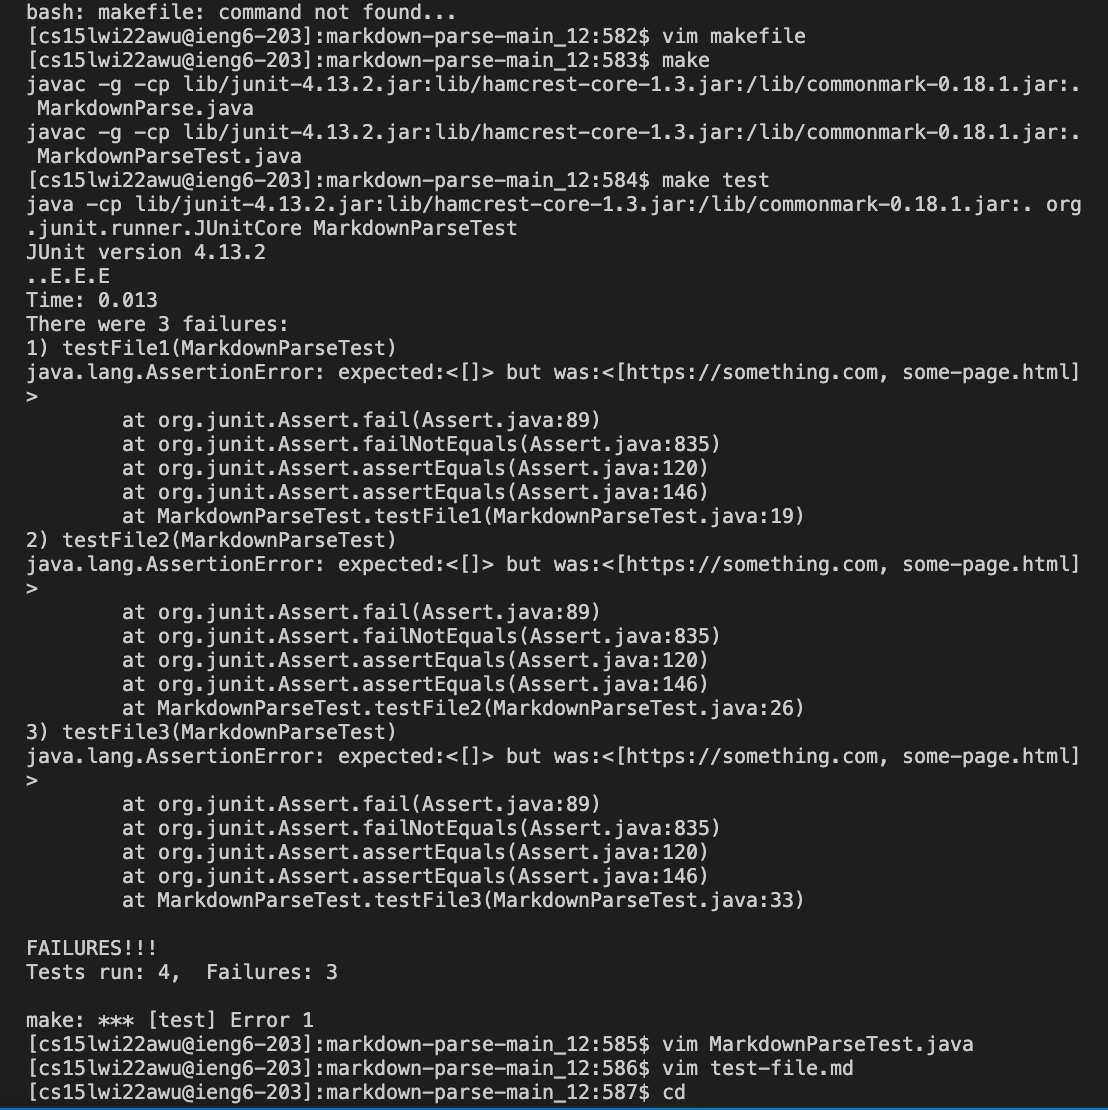 bash: makefile: command not found...
[cs15lwi22awu@ieng6-203]:markdown-parse-main_12:582$ vim makefile
[cs15lwi22awu@ieng6-203]:markdown-parse-main_12:583$ make
javac -g -cp lib/junit-4.13.2.jar:lib/hamcrest-core-1.3.jar:/lib/commonmark-0.18.1.jar:.
 MarkdownParse.java
javac -g -cp lib/junit-4.13.2.jar:lib/hamcrest-core-1.3.jar:/lib/commonmark-0.18.1.jar:.
 MarkdownParseTest.java
[cs15lwi22awu@ieng6-203]:markdown-parse-main_12:584$ make test
java -cp lib/junit-4.13.2.jar:lib/hamcrest-core-1.3.jar:/lib/commonmark-0.18.1.jar:. org
.junit.runner.JUnitCore MarkdownParseTest
JUnit version 4.13.2
..E.E.E
Time: 0.013
There were 3 failures:
1) testFile1(MarkdownParseTest)
java.lang.AssertionError: expected:<[]> but was:<[https://something.com, some-page.html]
>
        at org.junit.Assert.fail(Assert.java:89)
        at org.junit.Assert.failNotEquals(Assert.java:835)
        at org.junit.Assert.assertEquals(Assert.java:120)
        at org.junit.Assert.assertEquals(Assert.java:146)
        at MarkdownParseTest.testFile1(MarkdownParseTest.java:19)
2) testFile2(MarkdownParseTest)
java.lang.AssertionError: expected:<[]> but was:<[https://something.com, some-page.html]
>
        at org.junit.Assert.fail(Assert.java:89)
        at org.junit.Assert.failNotEquals(Assert.java:835)
        at org.junit.Assert.assertEquals(Assert.java:120)
        at org.junit.Assert.assertEquals(Assert.java:146)
        at MarkdownParseTest.testFile2(MarkdownParseTest.java:26)
3) testFile3(MarkdownParseTest)
java.lang.AssertionError: expected:<[]> but was:<[https://something.com, some-page.html]
>
        at org.junit.Assert.fail(Assert.java:89)
        at org.junit.Assert.failNotEquals(Assert.java:835)
        at org.junit.Assert.assertEquals(Assert.java:120)
        at org.junit.Assert.assertEquals(Assert.java:146)
        at MarkdownParseTest.testFile3(MarkdownParseTest.java:33)

FAILURES!!!
Tests run: 4,  Failures: 3

make: *** [test] Error 1
[cs15lwi22awu@ieng6-203]:markdown-parse-main_12:585$ vim MarkdownParseTest.java
[cs15lwi22awu@ieng6-203]:markdown-parse-main_12:586$ vim test-file.md
[cs15lwi22awu@ieng6-203]:markdown-parse-main_12:587$ cd